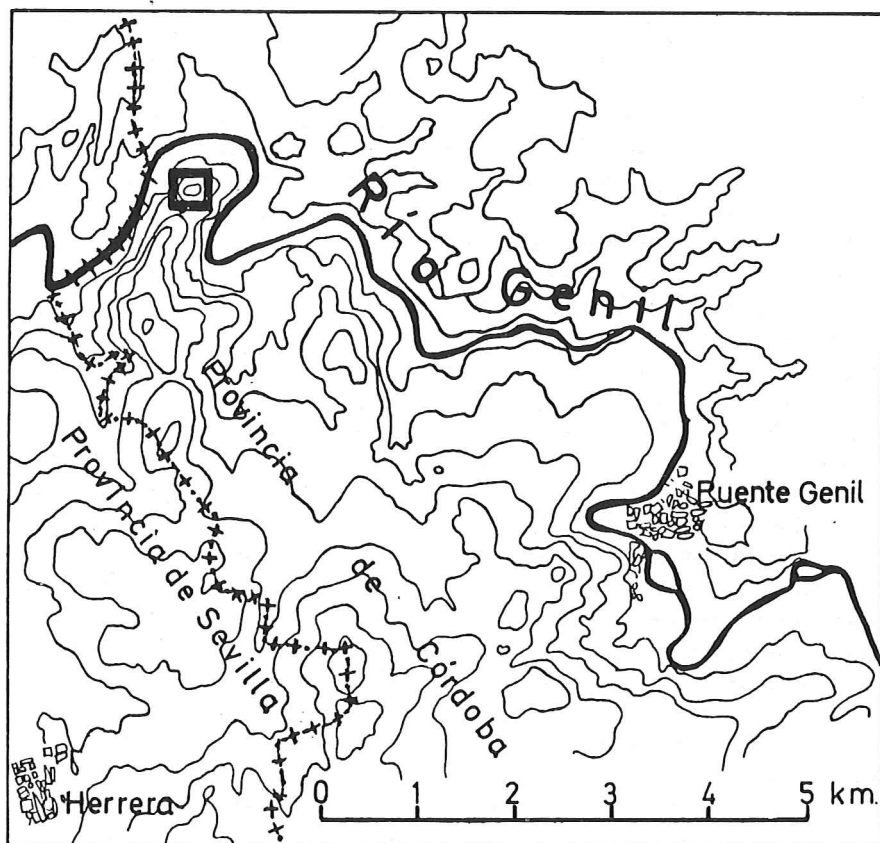 Río Genil
Puente Genil
Provincia de Córdoba
Provincia de Sevilla
Herrera
0 1 2 3 4 5 km.